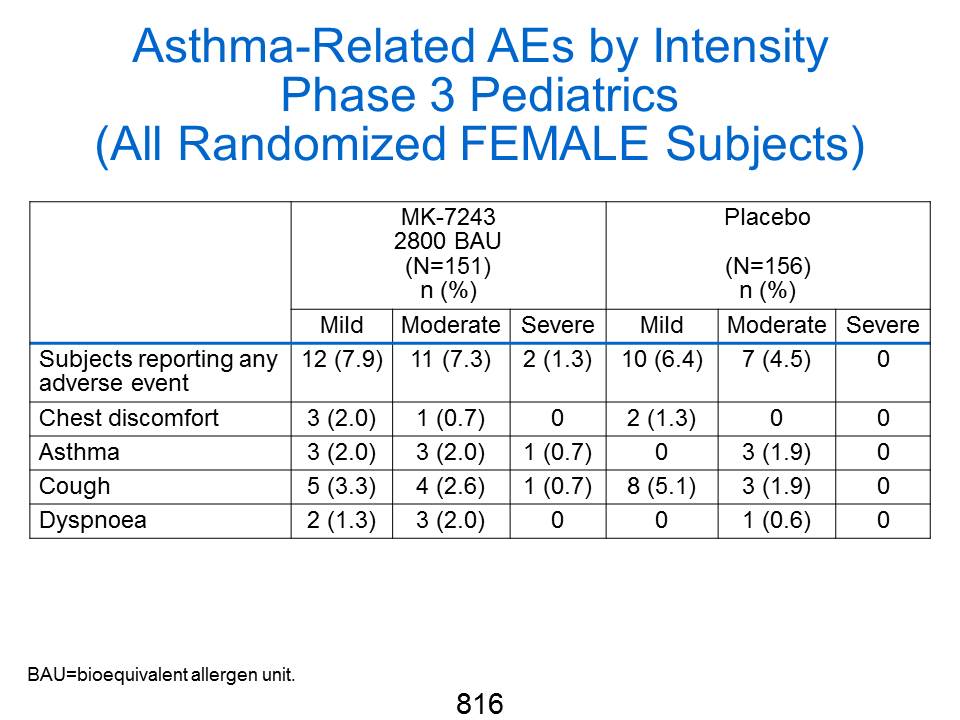 Asthma-Related AEs by Intensity
Phase 3 Pediatrics
(All Randomized FEMALE Subjects)
MK-7243
2800 BAU
(N=151)
n (%)
Placebo
(N=156)
n (%)
Mild Moderate Severe Mild Moderate Severe
Subjects reporting any
adverse event
12 (7.9) 11 (7.3) 2 (1.3) 10 (6.4) 7 (4.5) 0
Chest discomfort 3 (2.0) 1 (0.7) 0 2 (1.3) 0 0
Asthma 3 (2.0) 3 (2.0) 1 (0.7) 0 3 (1.9) 0
Cough 5 (3.3) 4 (2.6) 1 (0.7) 8 (5.1) 3 (1.9) 0
Dyspnoea 2 (1.3) 3 (2.0) 0 0 1 (0.6) 0
BAU=bioequivalent allergen unit.
816